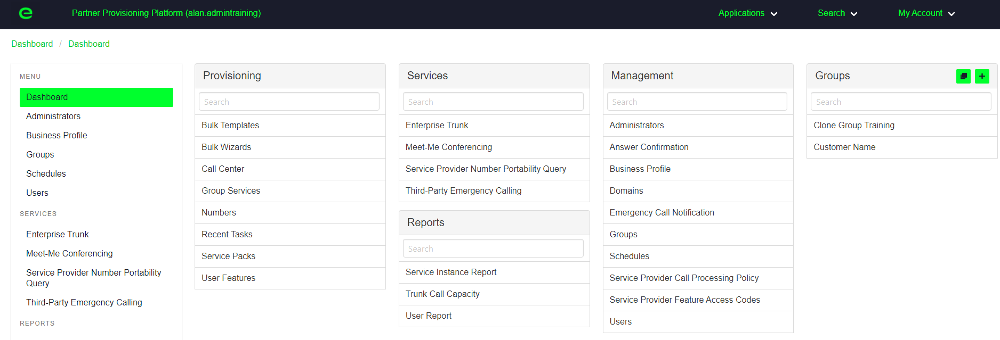 e
Partner Provisioning Platform (alan.admintraining)
Applications
Search
My Account
Dashboard / Dashboard
MENU
Dashboard
Administrators
Business Profile
Groups
Schedules
Users
SERVICES
Enterprise Trunk
Meet-Me Conferencing
Service Provider Number Portability
Query
Third-Party Emergency Calling
REPORTS
Provisioning
Search
Bulk Templates
Bulk Wizards
Call Center
Group Services
Numbers
Recent Tasks
Service Packs
User Features
Services
Search
Enterprise Trunk
Meet-Me Conferencing
Service Provider Number Portability Query
Third-Party Emergency Calling
Reports
Search
Service Instance Report
Trunk Call Capacity
User Report
Management
Search
Administrators
Answer Confirmation
Business Profile
Domains
Emergency Call Notification
Groups
Schedules
Service Provider Call Processing Policy
Service Provider Feature Access Codes
Users
Groups
Search
Clone Group Training
Customer Name